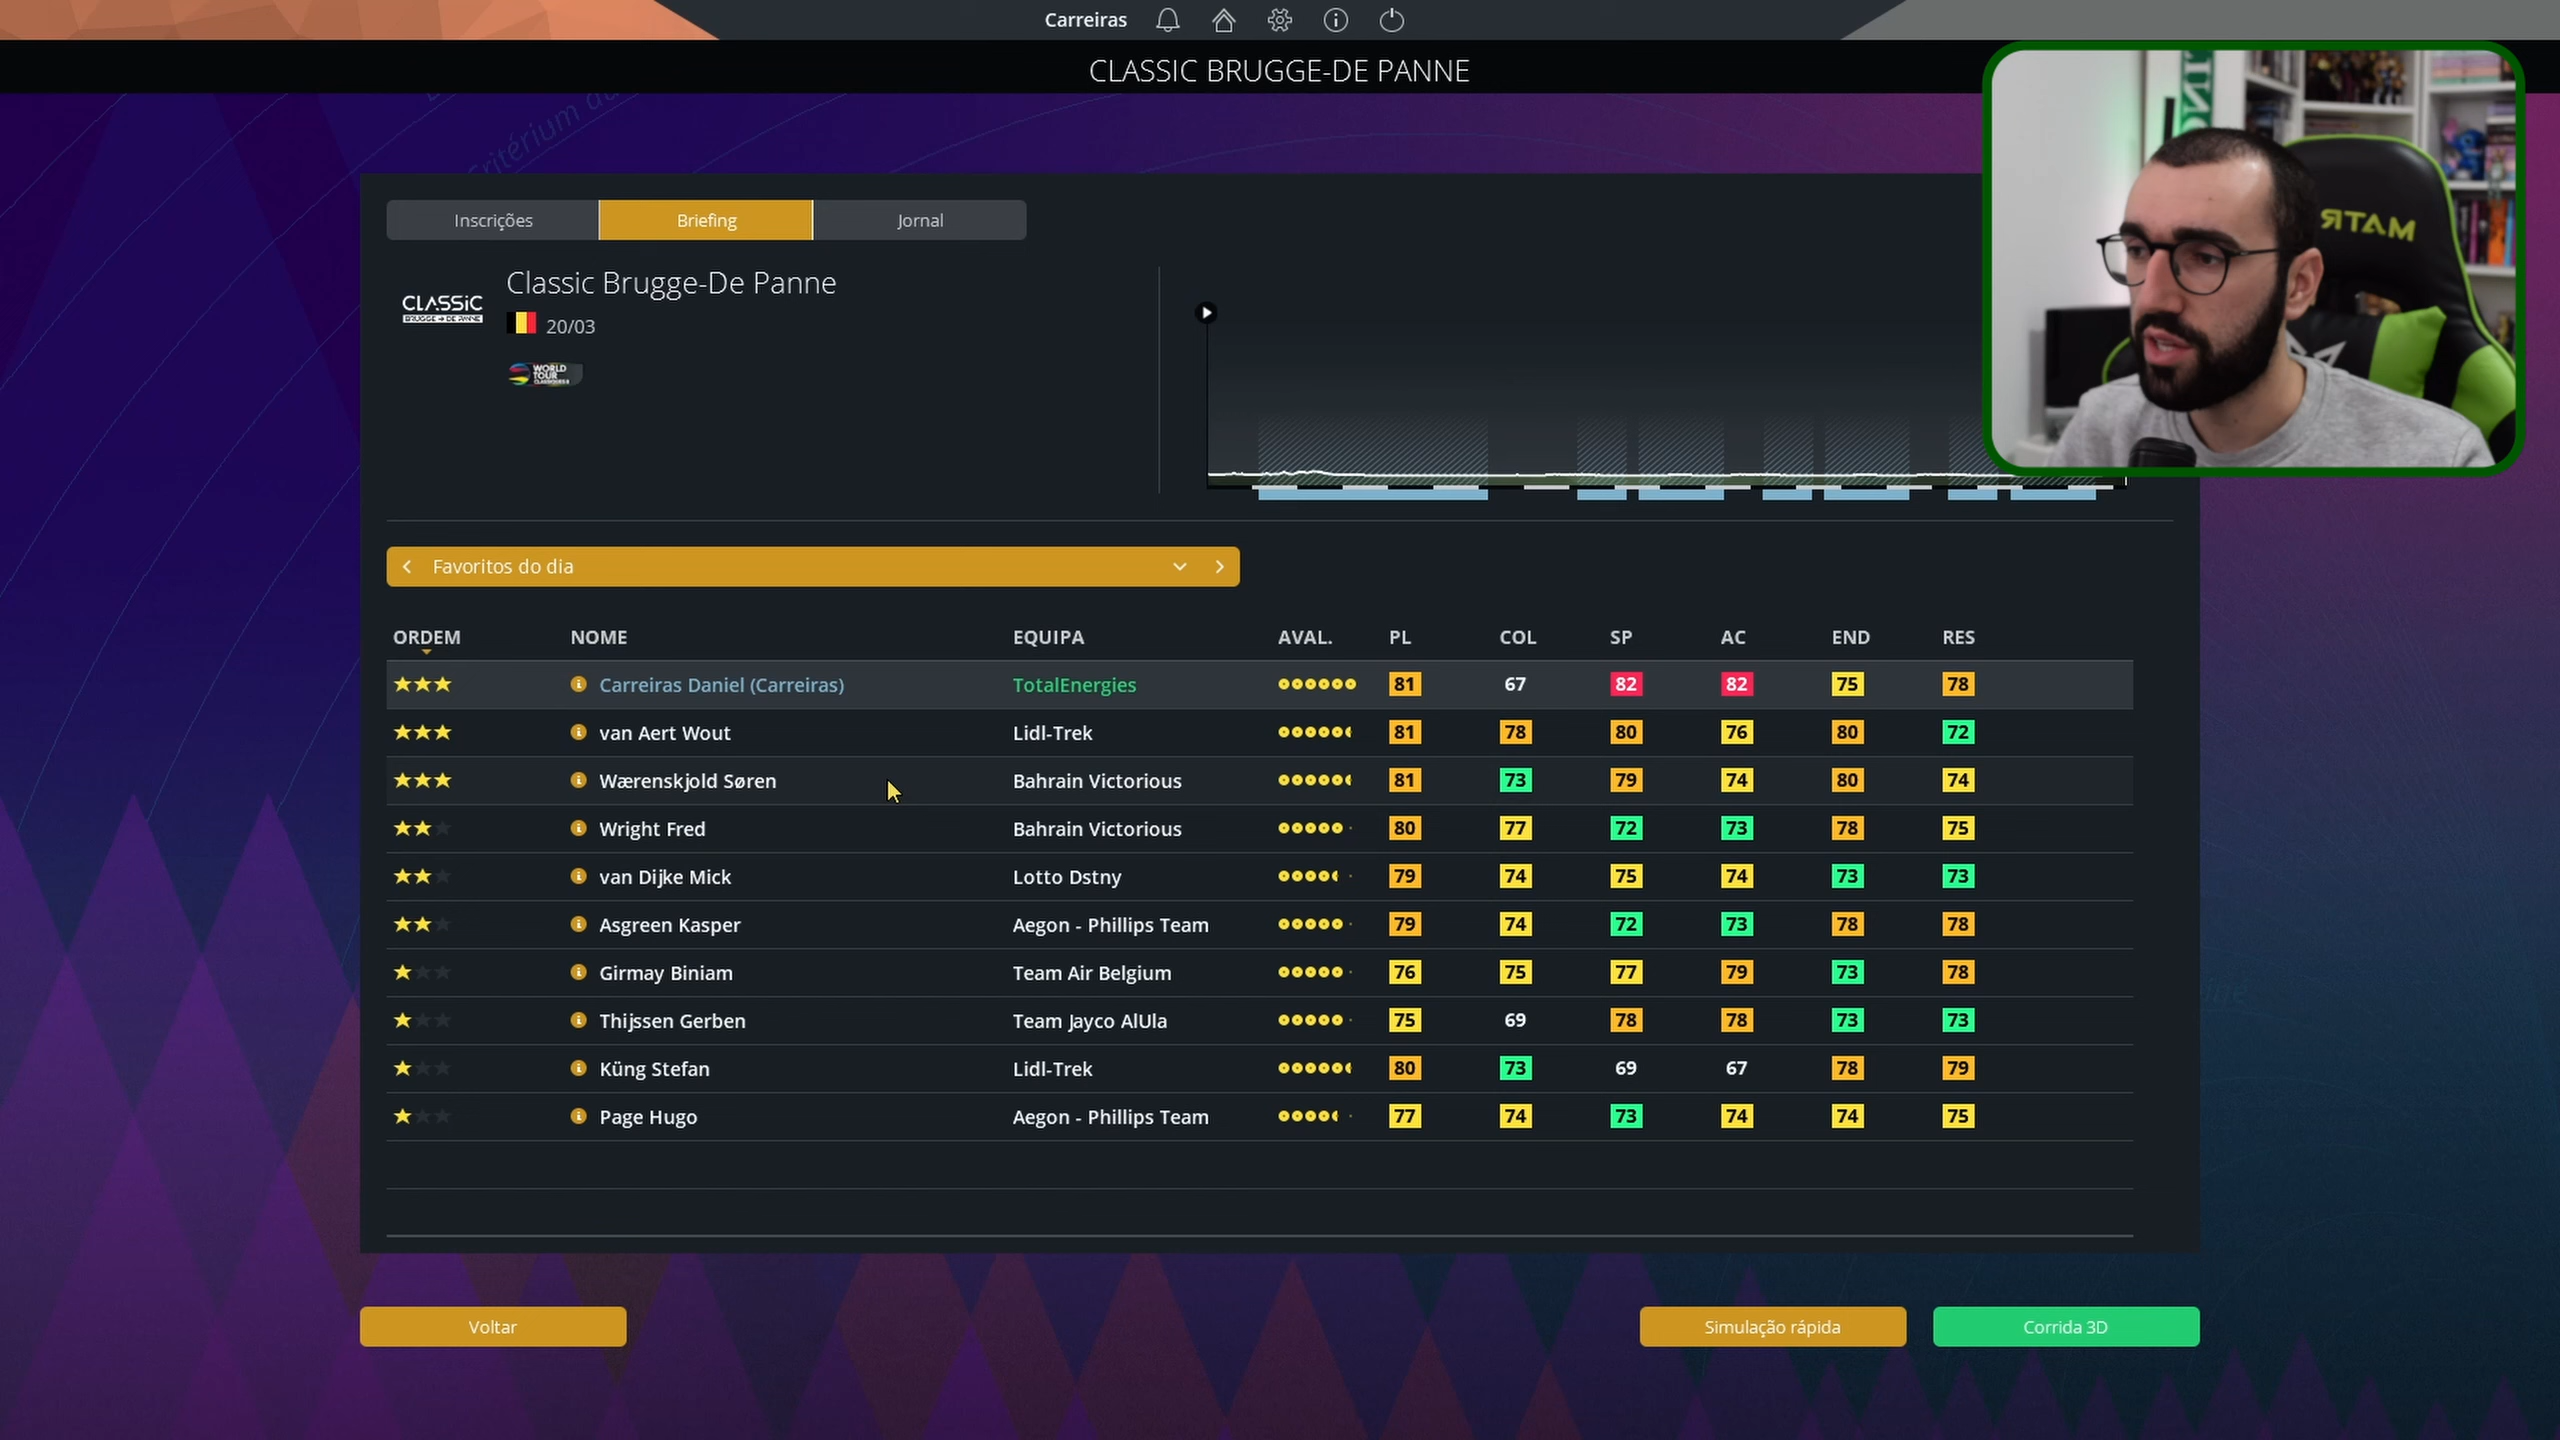 Carreiras
CLASSIC BRUGGE-DE PANNE
Critérium du
Inscrições Briefing Jornal
CLASSIC
BRUGGE DE PANNE
Classic Brugge-De Panne
20/03
WORLD
TOUR
Favoritos do dia
ORDEM NOME EQUIPA AVAL. PL COL SP AC END RES
Carreiras Daniel (Carreiras) TotalEnergies 81 67 82 82 75 78
van Aert Wout Lidl-Trek 81 78 80 76 80 72
Wærenskjold Søren Bahrain Victorious 81 73 79 74 80 74
Wright Fred Bahrain Victorious 80 77 72 73 78 75
van Dijke Mick Lotto Dstny 79 74 75 74 73 73
Asgreen Kasper Aegon - Phillips Team 79 74 72 73 78 78
Girmay Biniam Team Air Belgium 76 75 77 79 73 78
Thijssen Gerben Team Jayco AlUla 75 69 78 78 73 73
Küng Stefan Lidl-Trek 80 73 69 67 78 79
Page Hugo Aegon - Phillips Team 77 74 73 74 74 75
Voltar Simulação rápida Corrida 3D